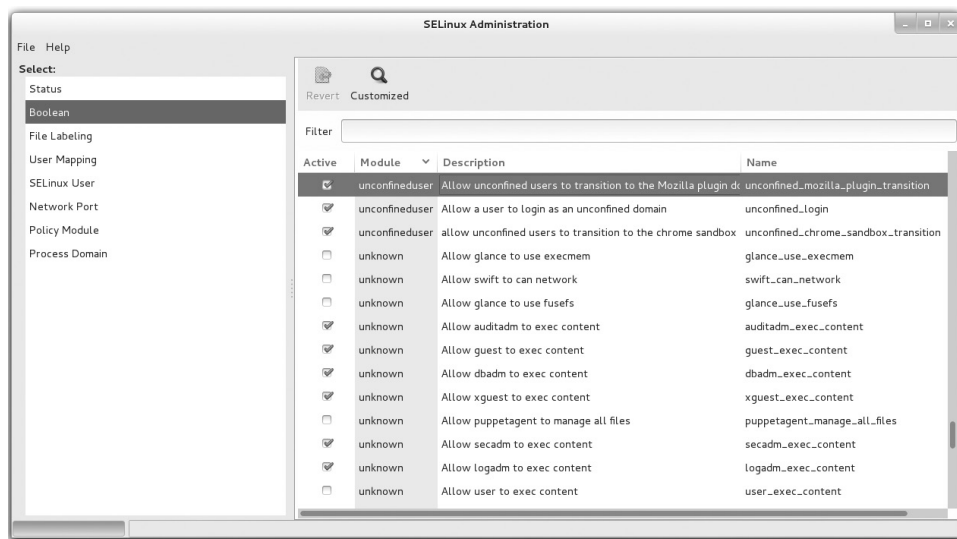 SELinux Administration
File Help
Select:
Status
Boolean
File Labeling
User Mapping
SELinux User
Network Port
Policy Module
Process Domain
Revert Customized
Filter
Active Module Description Name
unconfineduser Allow unconfined users to transition to the Mozilla plugin do unconfined_mozilla_plugin_transition
unconfineduser Allow a user to login as an unconfined domain unconfined_login
unconfineduser allow unconfined users to transition to the chrome sandbox unconfined_chrome_sandbox_transition
unknown Allow glance to use execmem glance_use_execmem
unknown Allow swift to can network swift_can_network
unknown Allow glance to use fusefs glance_use_fusefs
unknown Allow auditadm to exec content auditadm_exec_content
unknown Allow guest to exec content guest_exec_content
unknown Allow dbadm to exec content dbadm_exec_content
unknown Allow xguest to exec content xguest_exec_content
unknown Allow puppetagent to manage all files puppetagent_manage_all_files
unknown Allow secadm to exec content secadm_exec_content
unknown Allow logadm to exec content logadm_exec_content
unknown Allow user to exec content user_exec_content